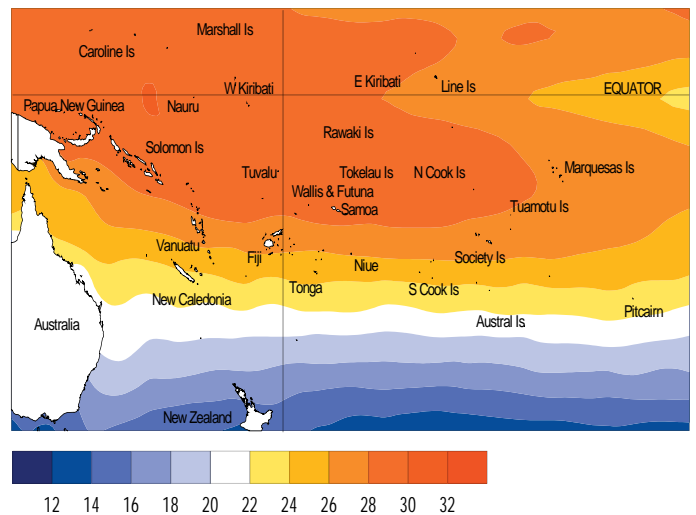 Marshall Is
Caroline Is
W Kiribati
E Kiribati
Line Is
EQUATOR
Papua New Guinea
Nauru
Rawaki Is
Solomon Is
Tuvalu
Tokelau Is
N Cook Is
Marquesas Is
Wallis & Futuna
Samoa
Tuamotu Is
Vanuatu
Fiji
Niue
Society Is
Tonga
S Cook Is
New Caledonia
Pitcairn
Australia
Austral Is
New Zealand
12 14 16 18 20 22 24 26 28 30 32